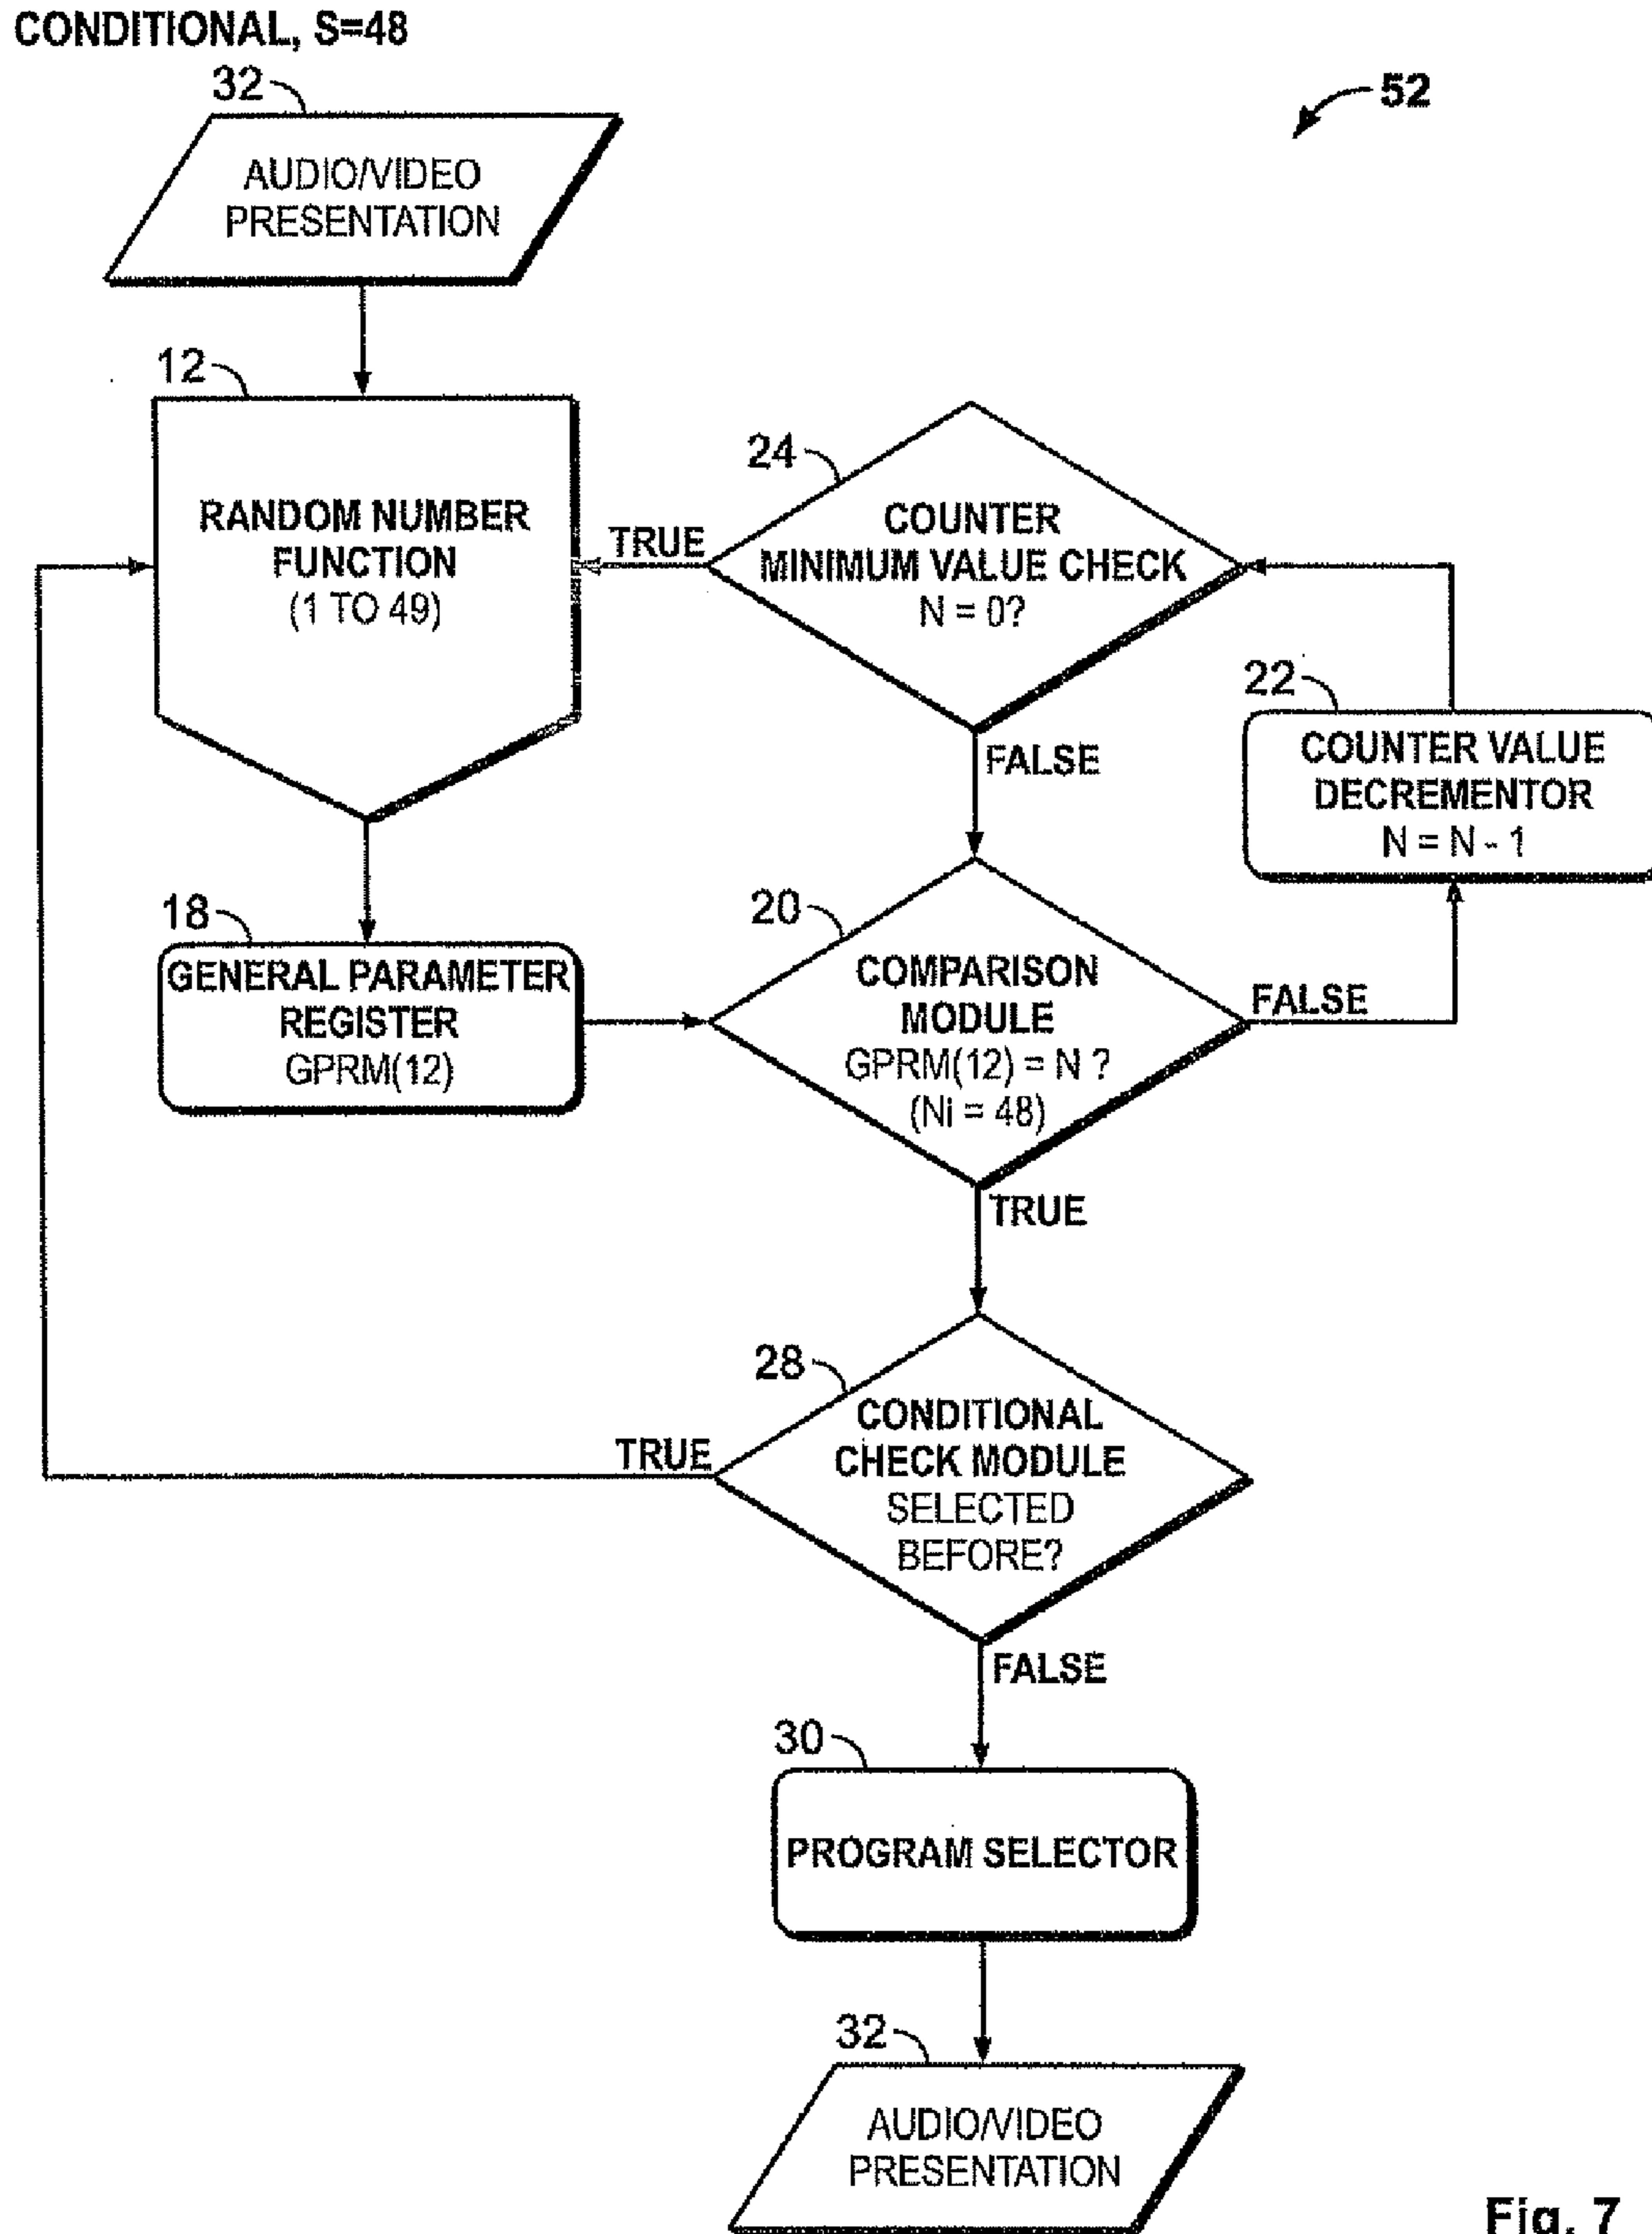 CONDITIONAL, S=48
32
52
AUDIO/VIDEO
PRESENTATION
12
RANDOM NUMBER
FUNCTION
(1 TO 49)
24
COUNTER
MINIMUM VALUE CHECK
N = 0?
TRUE
FALSE
22
COUNTER VALUE
DECREMENTOR
N = N - 1
18
GENERAL PARAMETER
REGISTER
GPRM(12)
20
COMPARISON
MODULE
GPRM(12) = N ?
(Ni = 48)
FALSE
TRUE
28
CONDITIONAL
CHECK MODULE
SELECTED
BEFORE?
TRUE
FALSE
30
PROGRAM SELECTOR
32
AUDIO/VIDEO
PRESENTATION
Fig. 7